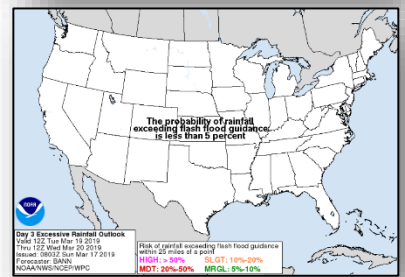 The probability of rainfall
exceeding flash flood guidance
is less than 5 percent
NOAA
Day 3 Excessive Rainfall Outlook
Valid 12Z Tue Mar 19 2019
Thru 12Z Wed Mar 20 2019
Issued: 0803Z Sun Mar 17 2019
Forecaster: BANN
NOAA/NWS/NCEP/WPC
Risk of rainfall exceeding flash flood guidance
within 25 miles of a point
HIGH: > 50% SLGT: 10%-20%
MDT: 20%-50% MRGL: 5%-10%